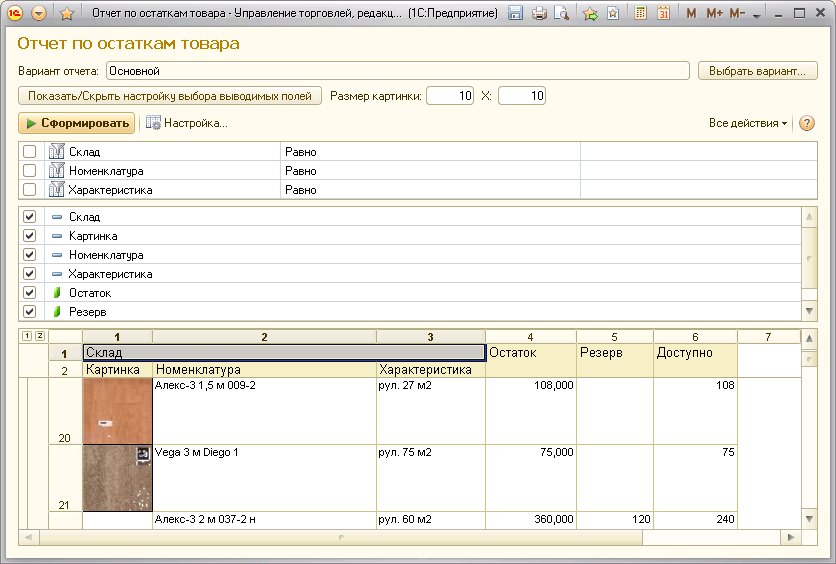 Отчет по остаткам товара - Управление торговлей, редакц... (1С:Предприятие)
M M+ M-
Отчет по остаткам товара
Вариант отчета: Основной Выбрать вариант...
Показать/Скрыть настройку выбора выводимых полей Размер картинки: 10 X: 10
Сформировать Настройка... Все действия ?
Склад Равно
Номенклатура Равно
Характеристика Равно
Склад
Картинка
Номенклатура
Характеристика
Остаток
Резерв
1 2 1 2 3 4 5 6 7
1 Склад Остаток Резерв Доступно
2 Картинка Номенклатура Характеристика
Алекс-3 1,5 м 009-2 рул. 27 м2 108,000 108
20
Vega 3 м Diego 1 рул. 75 м2 75,000 75
21
Алекс-3 2 м 037-2 н рул. 60 м2 360,000 120 240